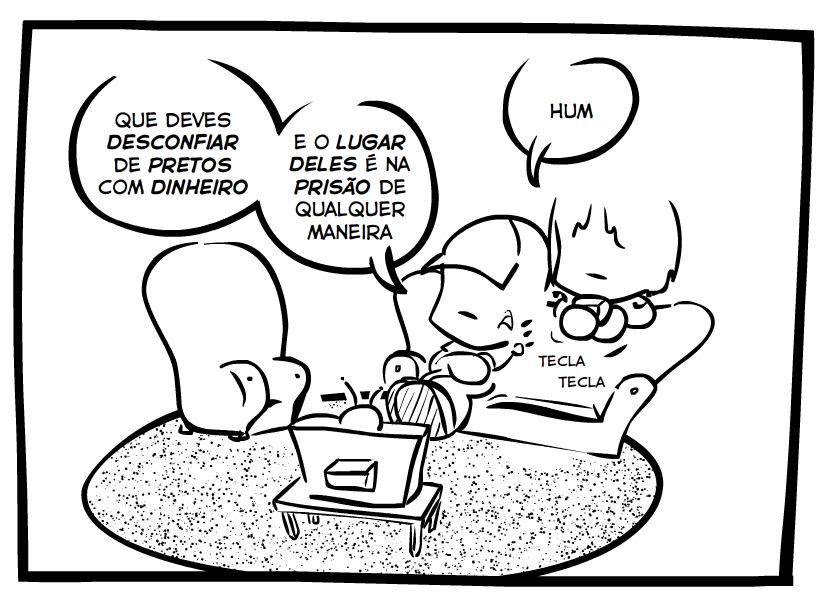 QUE DEVES
DESCONFIAR
DE PRETOS
COM DINHEIRO
E O LUGAR
DELES É NA
PRISÃO DE
QUALQUER
MANEIRA
HUM
TECLA
TECLA